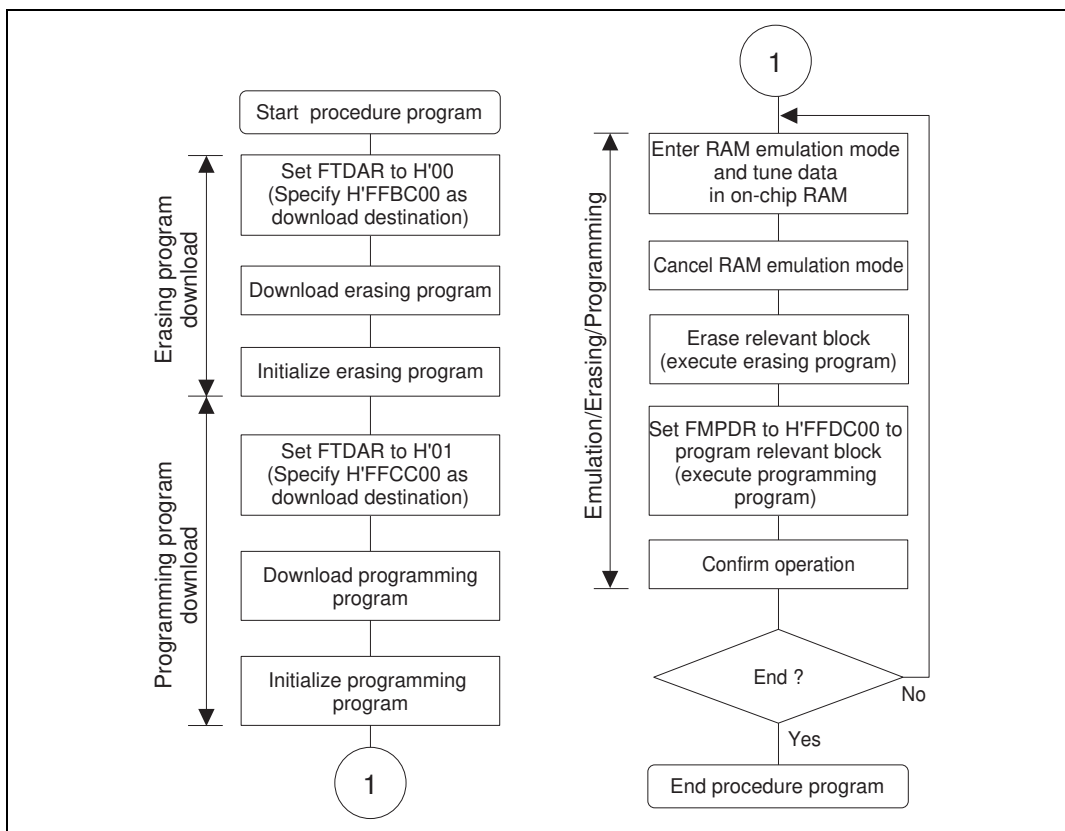 Start procedure program
Erasing program
download
Set FTDAR to H'00
(Specify H'FFBC00 as
download destination)
Download erasing program
Initialize erasing program
Programming program
download
Set FTDAR to H'01
(Specify H'FFCC00 as
download destination)
Download programming
program
Initialize programming
program
1
1
Emulation/Erasing/Programming
Enter RAM emulation mode
and tune data
in on-chip RAM
Cancel RAM emulation mode
Erase relevant block
(execute erasing program)
Set FMPDR to H'FFDC00 to
program relevant block
(execute programming
program)
Confirm operation
End ?
No
Yes
End procedure program